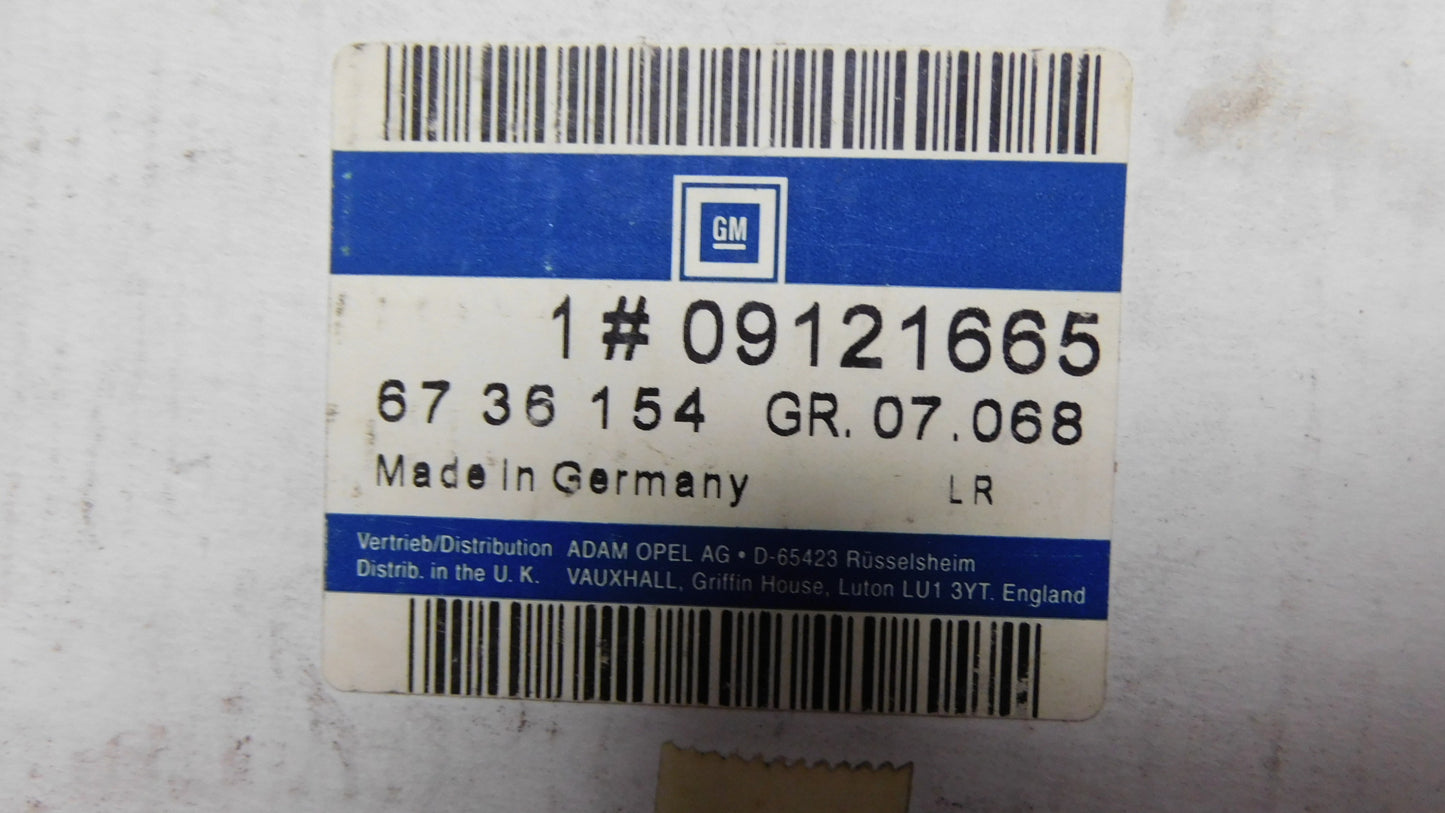 GM
1 # 09121665
67 36 154 GR. 07.068
Made In Germany LR
Vertrieb/Distribution ADAM OPEL AG • D-65423 Rüsselsheim
Distrib. in the U. K. VAUXHALL, Griffin House, Luton LU1 3YT. England